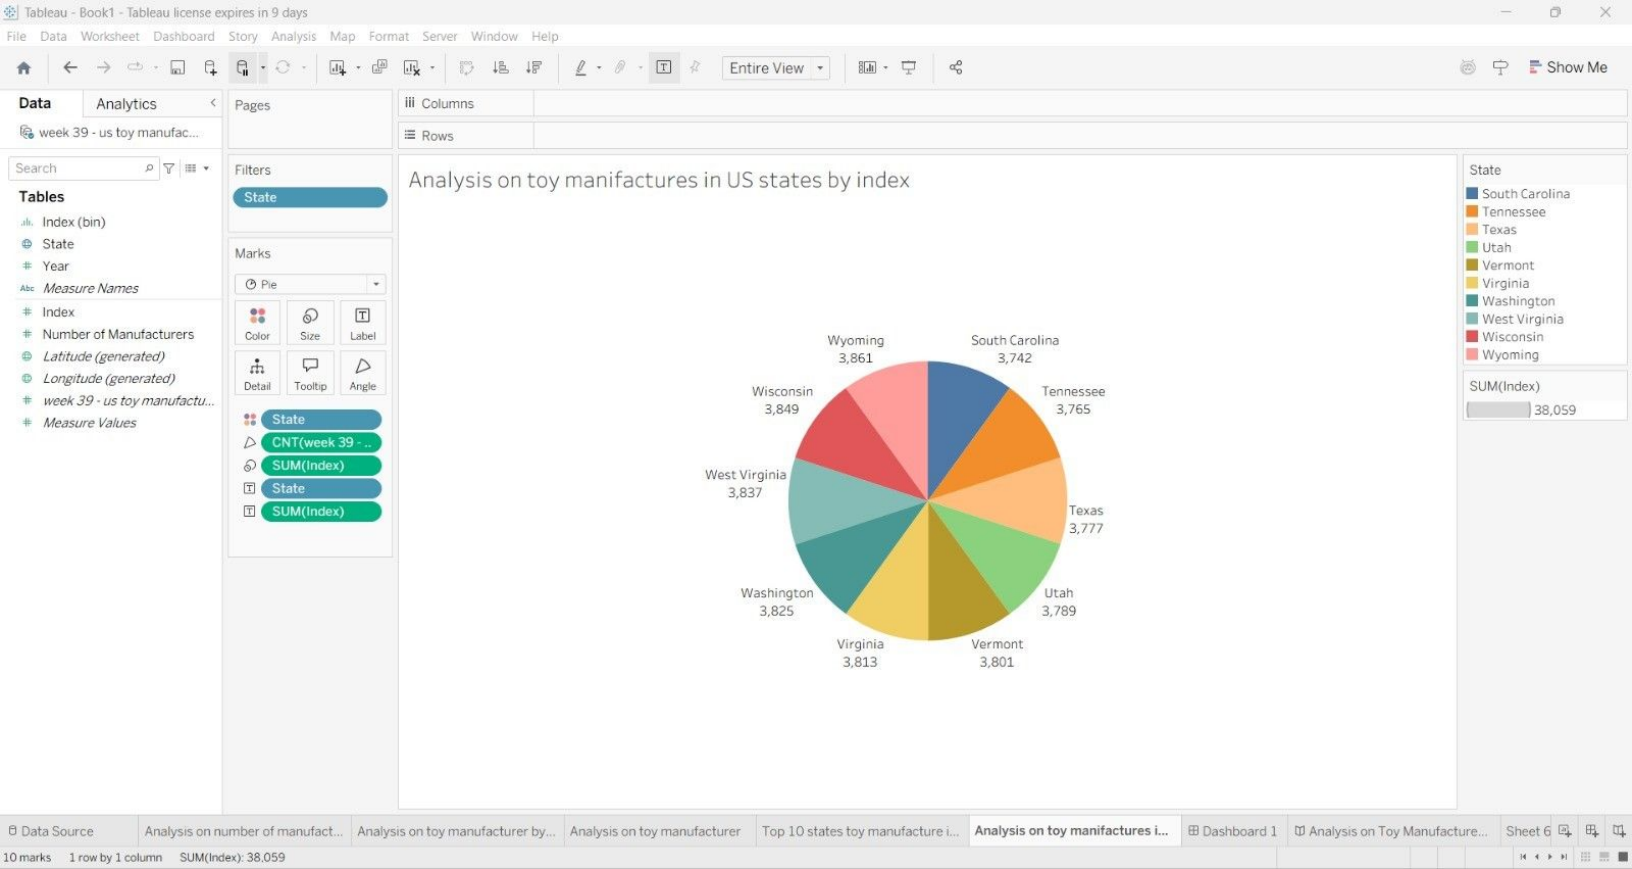 Tableau - Book1 - Tableau license expires in 9 days
File Data Worksheet Dashboard Story Analysis Map Format Server Window Help
Entire View
Show Me
Data Analytics
week 39 - us toy manufac...
Search
Tables
Index (bin)
State
Year
Abc Measure Names
Index
Number of Manufacturers
Latitude (generated)
Longitude (generated)
week 39 - us toy manufactu...
Measure Values
Pages
Filters
State
Marks
Pie
Color Size Label
Detail Tooltip Angle
State
CNT(week 39 - ..
SUM(Index)
State
SUM(Index)
Columns
Rows
Analysis on toy manifactures in US states by index
Wyoming
3,861
South Carolina
3,742
Wisconsin
3,849
Tennessee
3,765
West Virginia
3,837
Texas
3,777
Washington
3,825
Utah
3,789
Virginia
3,813
Vermont
3,801
State
South Carolina
Tennessee
Texas
Utah
Vermont
Virginia
Washington
West Virginia
Wisconsin
Wyoming
SUM(Index)
38,059
Data Source Analysis on number of manufact... Analysis on toy manufacturer by... Analysis on toy manufacturer Top 10 states toy manufacture i... Analysis on toy manifactures i... Dashboard 1 Analysis on Toy Manufacture... Sheet 6
10 marks 1 row by 1 column SUM(Index): 38,059